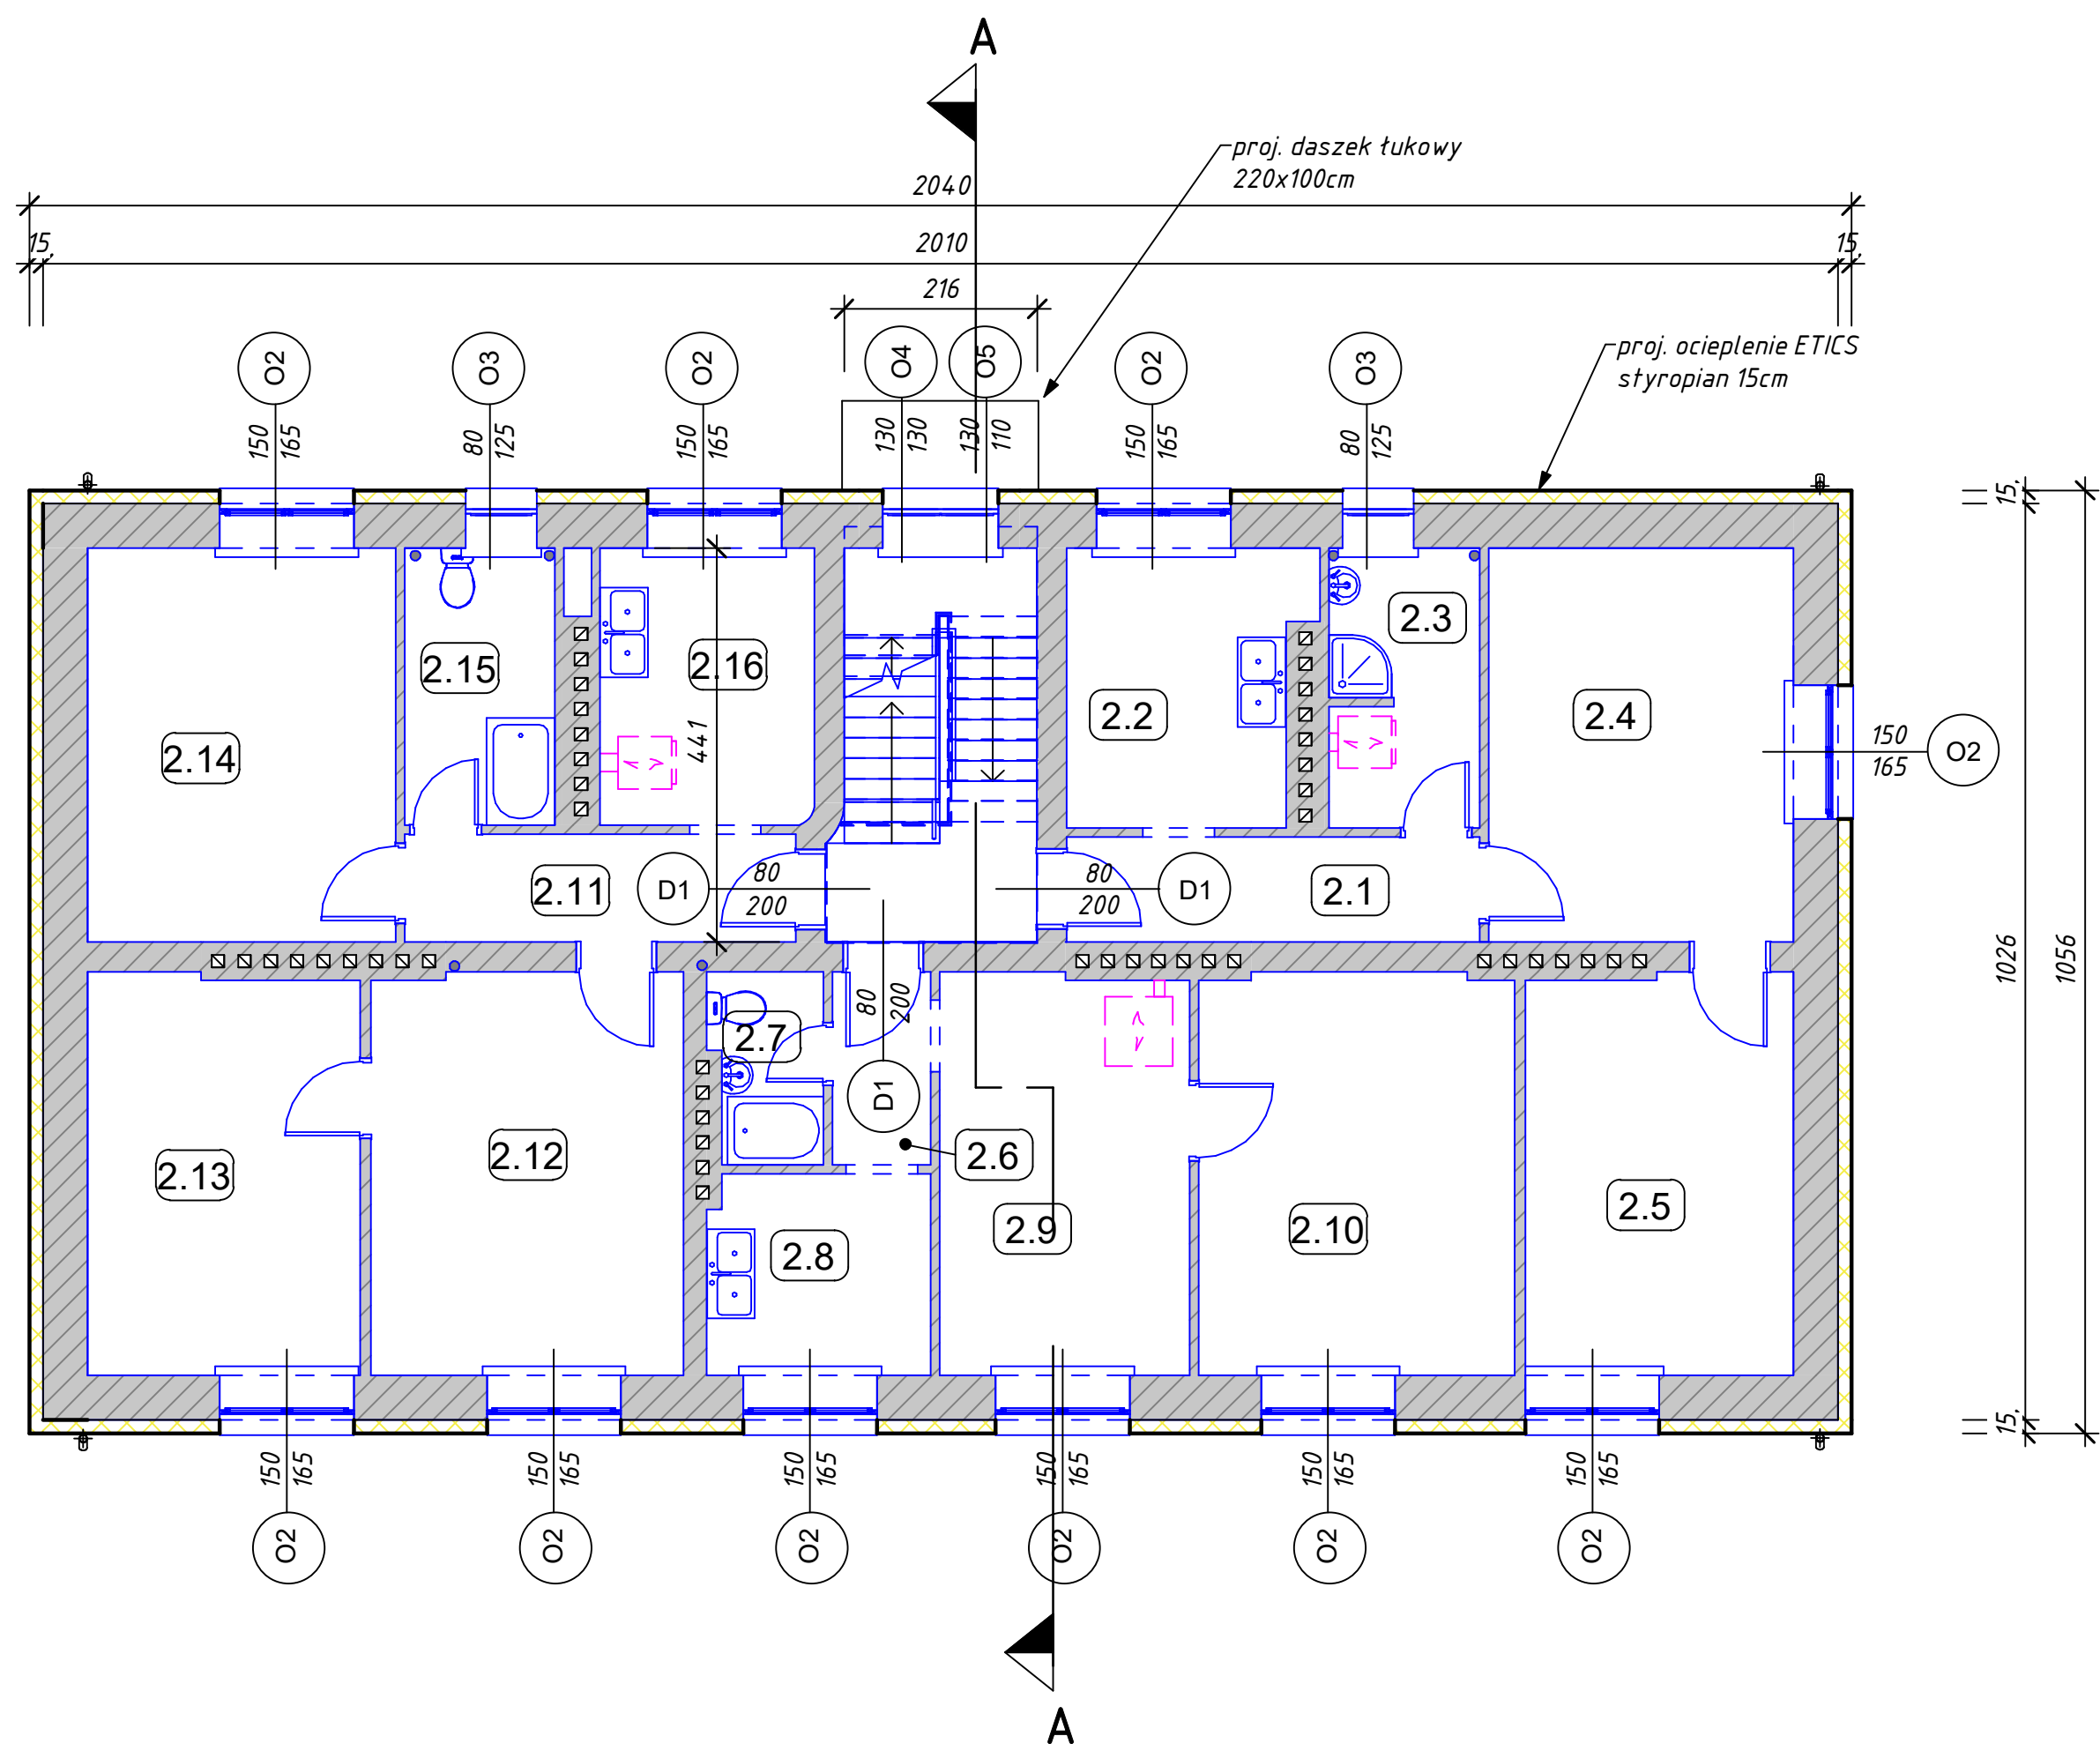 A
proj. daszek łukowy
220x100cm
2040
15
2010
15
216
proj. ocieplenie ETICS
styropian 15cm
O2
O3
O2
O4
O5
O2
O3
150
165
80
125
150
165
130
130
130
110
150
165
80
125
15
2.3
2.15
2.16
2.2
2.4
2.14
441
150
165
O2
2.11
D1
80
200
80
200
D1
2.1
1026
1056
80
200
2.7
D1
2.6
2.13
2.12
2.5
2.9
2.10
2.8
15
150
165
150
165
150
165
150
165
150
165
150
165
O2
O2
O2
O2
O2
O2
A